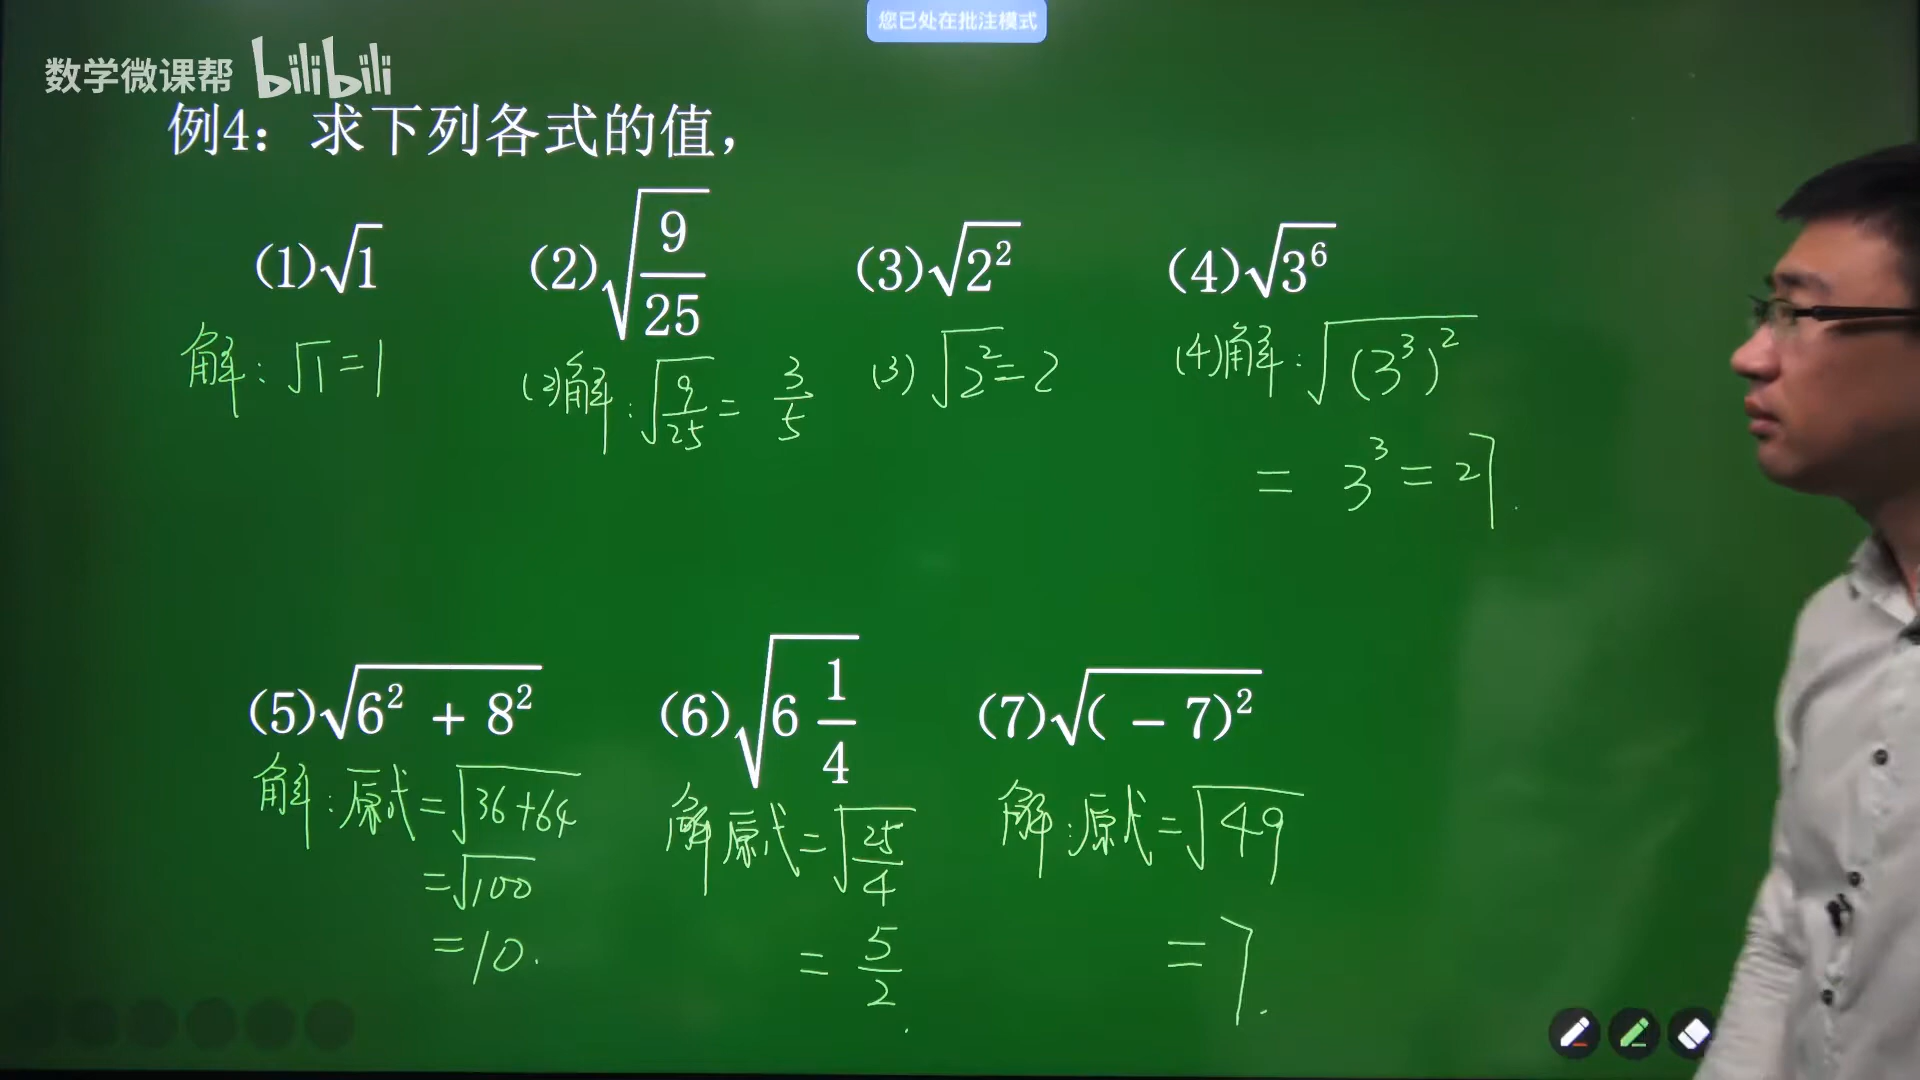 您已处在批注模式
数学微课帮 bilibili
例4：求下列各式的值，
(1)√1 (2)√(9/25) (3)√2² (4)√3⁶
解：√1=1
(2)解：√(9/25)=3/5
(3)√2²=2
(4)解：√(3³)²
=3³=27.
(5)√6²+8² (6)√6 1/4 (7)√(-7)²
解：原式=√36+64
=√100
=10.
解 原式=√(25/4)
=5/2.
解：原式=√49
=7.